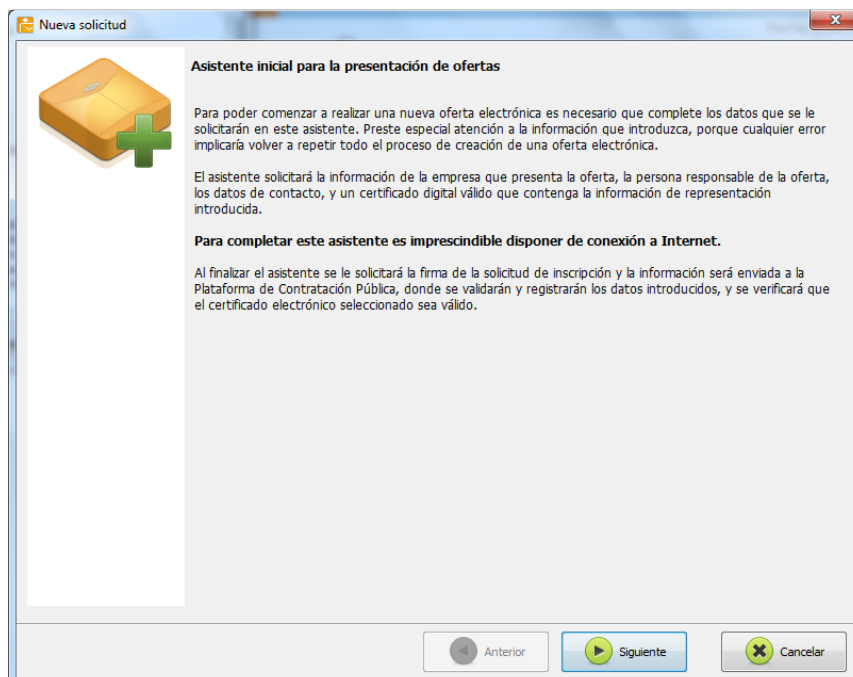 Nueva solicitud
Asistente inicial para la presentación de ofertas
Para poder comenzar a realizar una nueva oferta electrónica es necesario que complete los datos que se le
solicitarán en este asistente. Preste especial atención a la información que introduzca, porque cualquier error
implicaría volver a repetir todo el proceso de creación de una oferta electrónica.
El asistente solicitará la información de la empresa que presenta la oferta, la persona responsable de la oferta,
los datos de contacto, y un certificado digital válido que contenga la información de representación
introducida.
Para completar este asistente es imprescindible disponer de conexión a Internet.
Al finalizar el asistente se le solicitará la firma de la solicitud de inscripción y la información será enviada a la
Plataforma de Contratación Pública, donde se validarán y registrarán los datos introducidos, y se verificará que
el certificado electrónico seleccionado sea válido.
Anterior
Siguiente
Cancelar